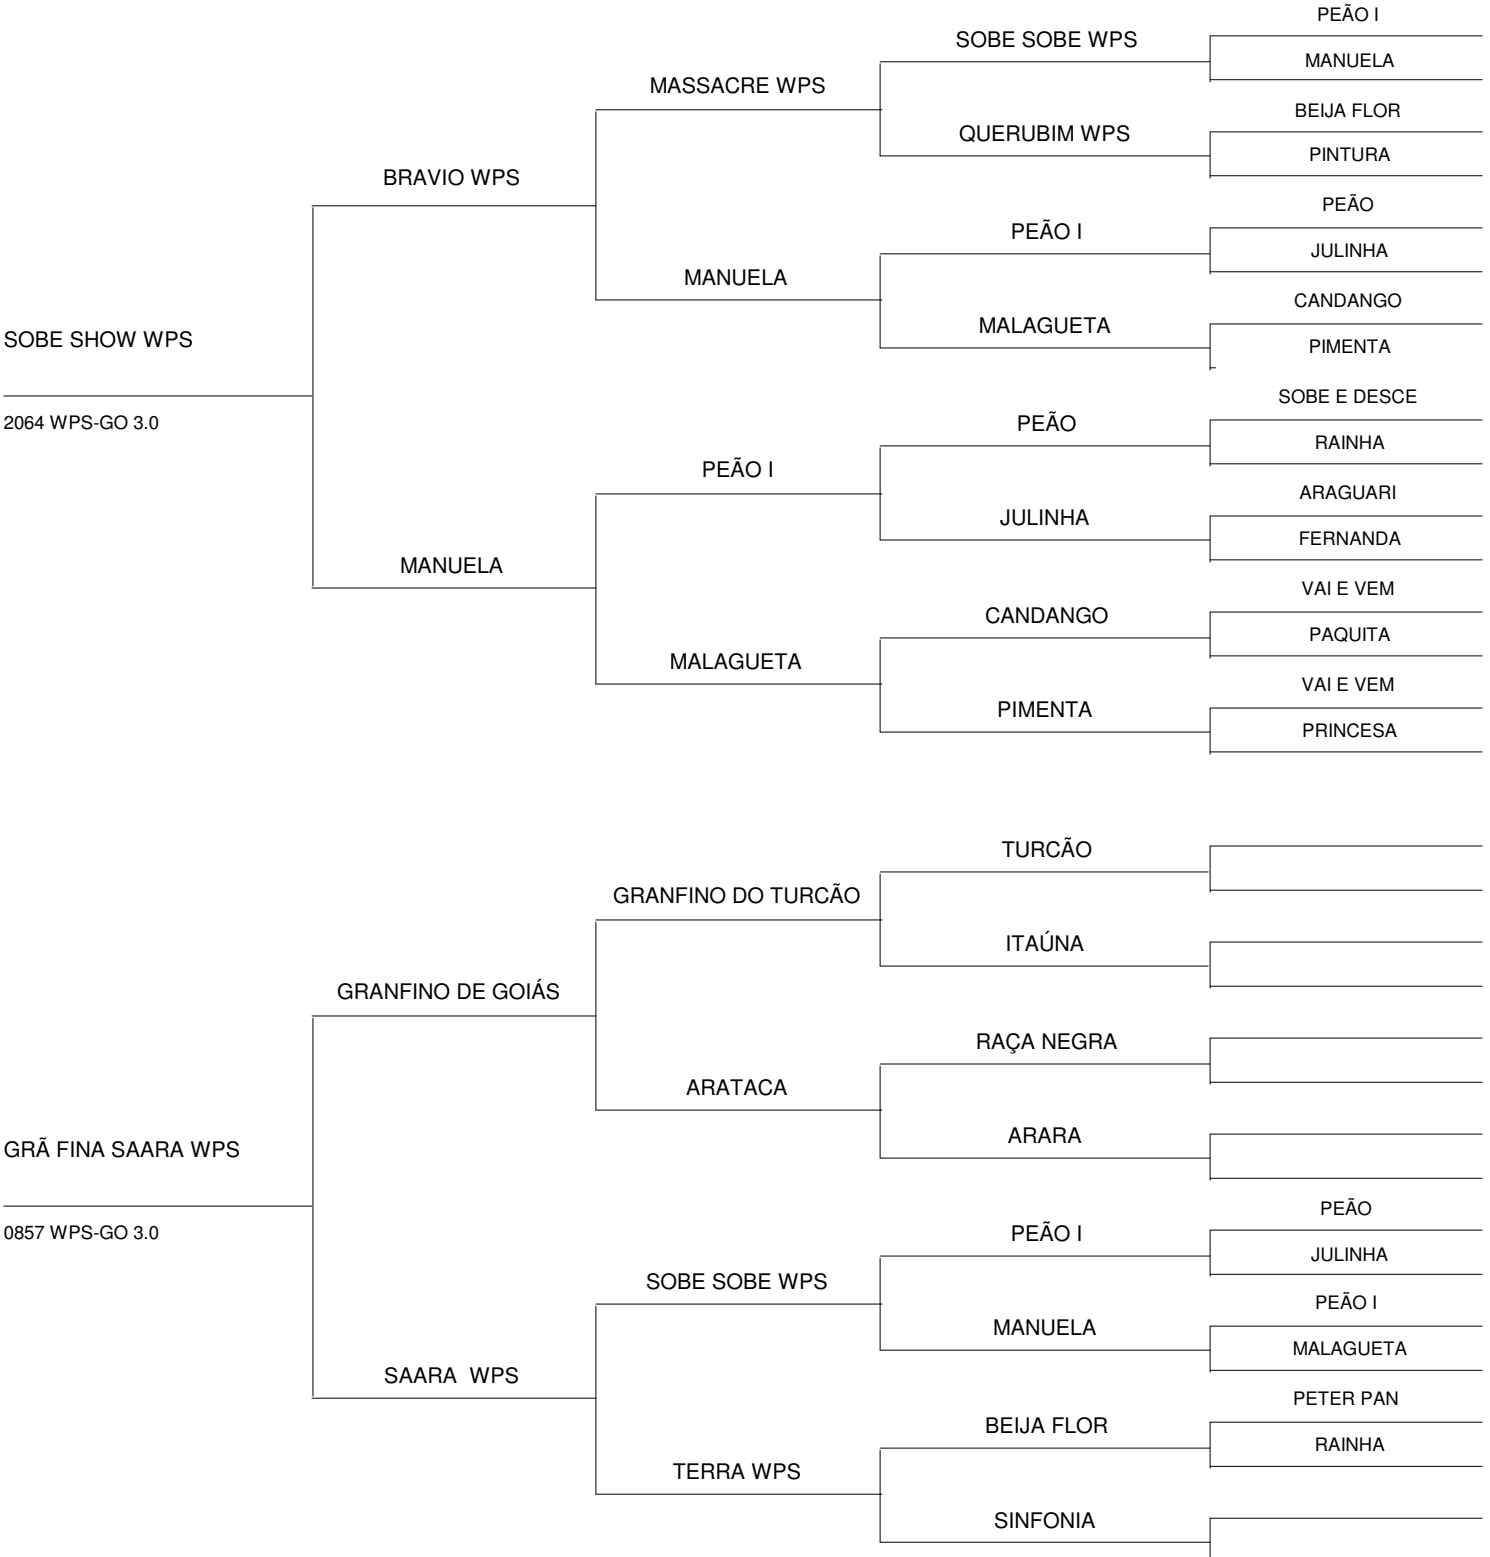 PEÃO I
SOBE SOBE WPS
MANUELA
MASSACRE WPS
BEIJA FLOR
QUERUBIM WPS
PINTURA
BRAVIO WPS
PEÃO
PEÃO I
JULINHA
MANUELA
CANDANGO
MALAGUETA
PIMENTA
SOBE SHOW WPS
2064 WPS-GO 3.0
SOBE E DESCE
PEÃO
RAINHA
PEÃO I
ARAGUARI
JULINHA
FERNANDA
MANUELA
VAI E VEM
CANDANGO
PAQUITA
MALAGUETA
VAI E VEM
PIMENTA
PRINCESA
TURCÃO
GRANFINO DO TURCÃO
ITAÚNA
GRANFINO DE GOIÁS
RAÇA NEGRA
ARATACA
ARARA
GRÃ FINA SAARA WPS
0857 WPS-GO 3.0
PEÃO
PEÃO I
JULINHA
SOBE SOBE WPS
PEÃO I
MANUELA
MALAGUETA
SAARA WPS
PETER PAN
BEIJA FLOR
RAINHA
TERRA WPS
SINFONIA